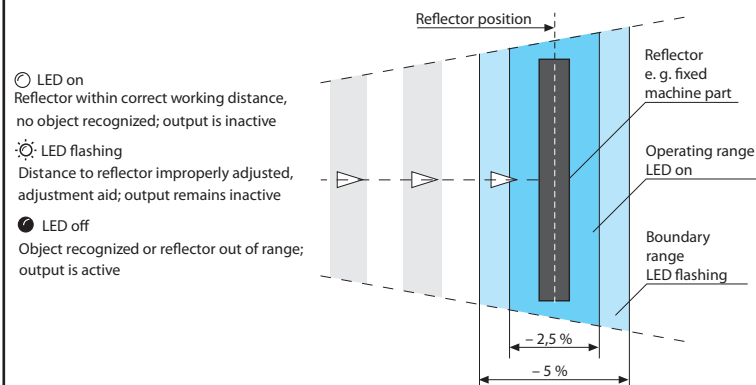 Reflector position
LED on
Reflector within correct working distance,
no object recognized; output is inactive
LED flashing
Distance to reflector improperly adjusted,
adjustment aid; output remains inactive
LED off
Object recognized or reflector out of range;
output is active
Reflector
e. g. fixed
machine part
Operating range
LED on
Boundary
range
LED flashing
– 2,5 %
– 5 %